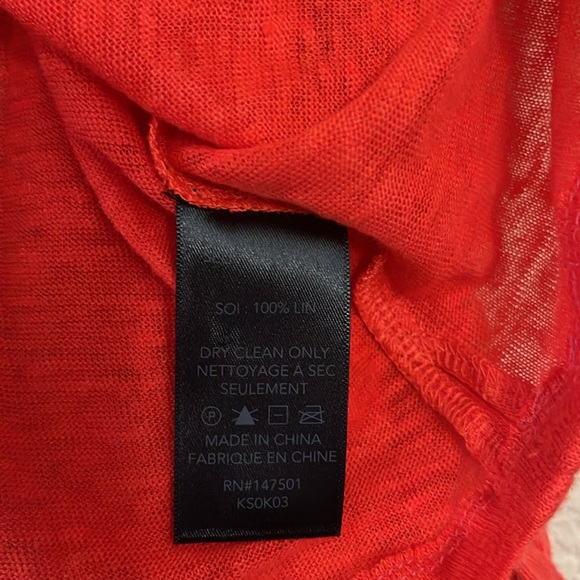 SOI : 100% LIN
DRY CLEAN ONLY
NETTOYAGE À SEC
SEULEMENT
P
MADE IN CHINA
FABRIQUE EN CHINE
RN#147501
KS0K03